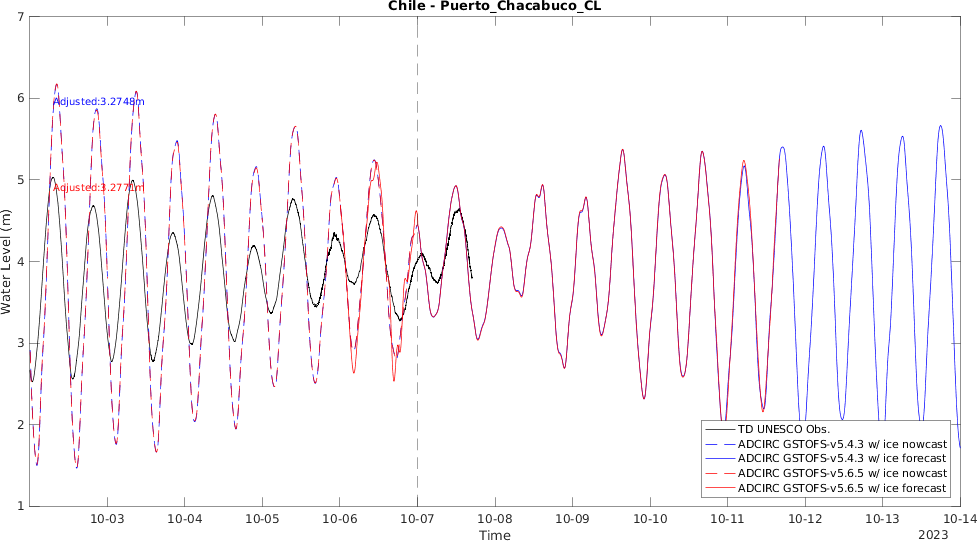 Chile - Puerto_Chacabuco_CL
7
6
5
4
3
2
1
Water Level (m)
Adjusted:3.2748m
Adjusted:3.2771m
TD UNESCO Obs.
ADCIRC GSTOFS-v5.4.3 w/ ice nowcast
ADCIRC GSTOFS-v5.4.3 w/ ice forecast
ADCIRC GSTOFS-v5.6.5 w/ ice nowcast
ADCIRC GSTOFS-v5.6.5 w/ ice forecast
10-03 10-04 10-05 10-06 10-07 10-08 10-09 10-10 10-11 10-12 10-13 10-14
Time
2023